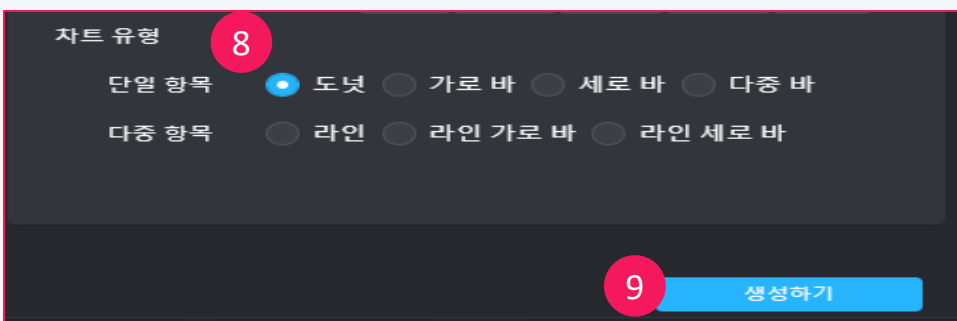 차트 유형
8
단일 항목 도넛 가로 바 세로 바 다중 바
다중 항목 라인 라인 가로 바 라인 세로 바
9
생성하기